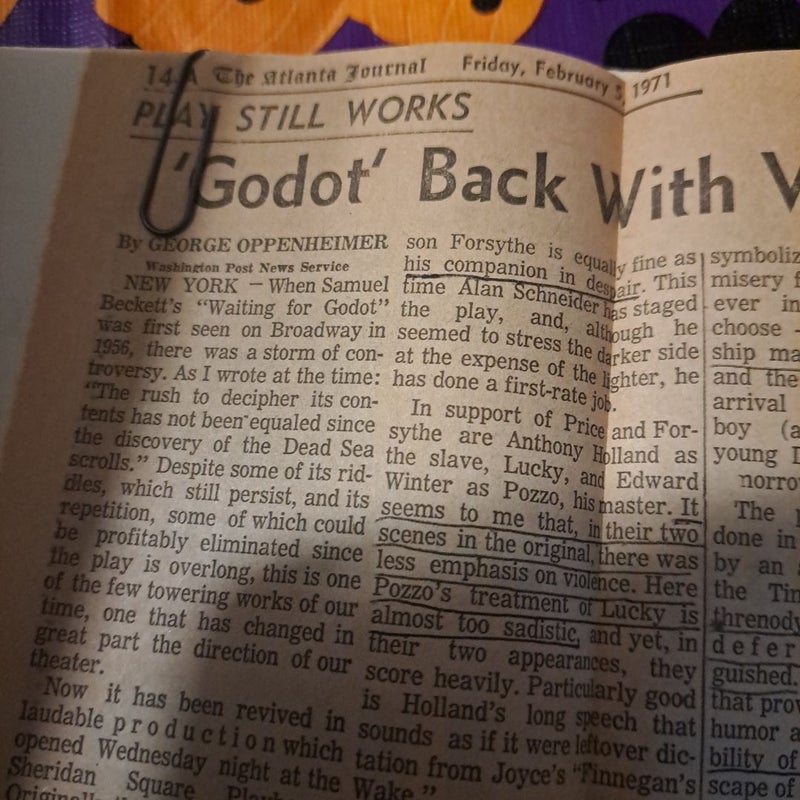 14A The Atlanta Journal Friday, February 5, 1971
PLAY STILL WORKS
'Godot' Back With
By GEORGE OPPENHEIMER
Washington Post News Service
NEW YORK — When Samuel
Beckett's "Waiting for Godot"
was first seen on Broadway in
1956, there was a storm of con-
troversy. As I wrote at the time:
"The rush to decipher its con-
tents has not been equaled since
the discovery of the Dead Sea
scrolls." Despite some of its rid-
dles, which still persist, and its
repetition, some of which could
be profitably eliminated since
the play is overlong, this is one
of the few towering works of our
time, one that has changed in
great part the direction of our
theater.
Now it has been revived in
laudable production which
opened Wednesday night at the
Sheridan Square
son Forsythe is equally fine as
his companion in despair. This
time Alan Schneider has staged
the play, and, although he
seemed to stress the darker side
at the expense of the lighter, he
has done a first-rate job.
In support of Price and For-
sythe are Anthony Holland as
the slave, Lucky, and Edward
Winter as Pozzo, his master. It
seems to me that, in their two
scenes in the original, there was
less emphasis on violence. Here
Pozzo's treatment of Lucky is
almost too sadistic, and yet, in
their two appearances, they
score heavily. Particularly good
is Holland's long speech that
sounds as if it were leftover dic-
tation from Joyce's "Finnegan's
Wake."
symboliz
misery f
ever in
choose -
ship ma
and the
arrival
boy (a
young
norro
The
done in
by an
the Tin
threnody
defer
guished.
that prov
humor a
bility of
scape of